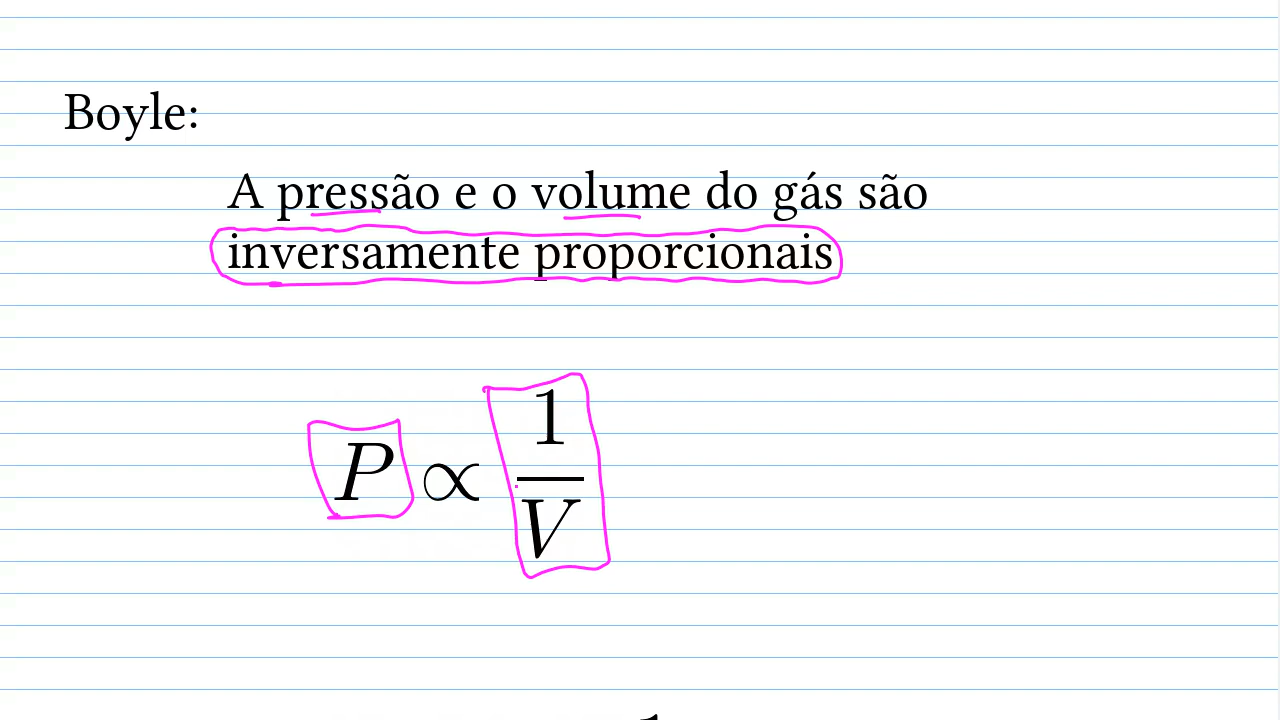 Boyle:
A pressão e o volume do gás são
inversamente proporcionais
P ∝ 1/V